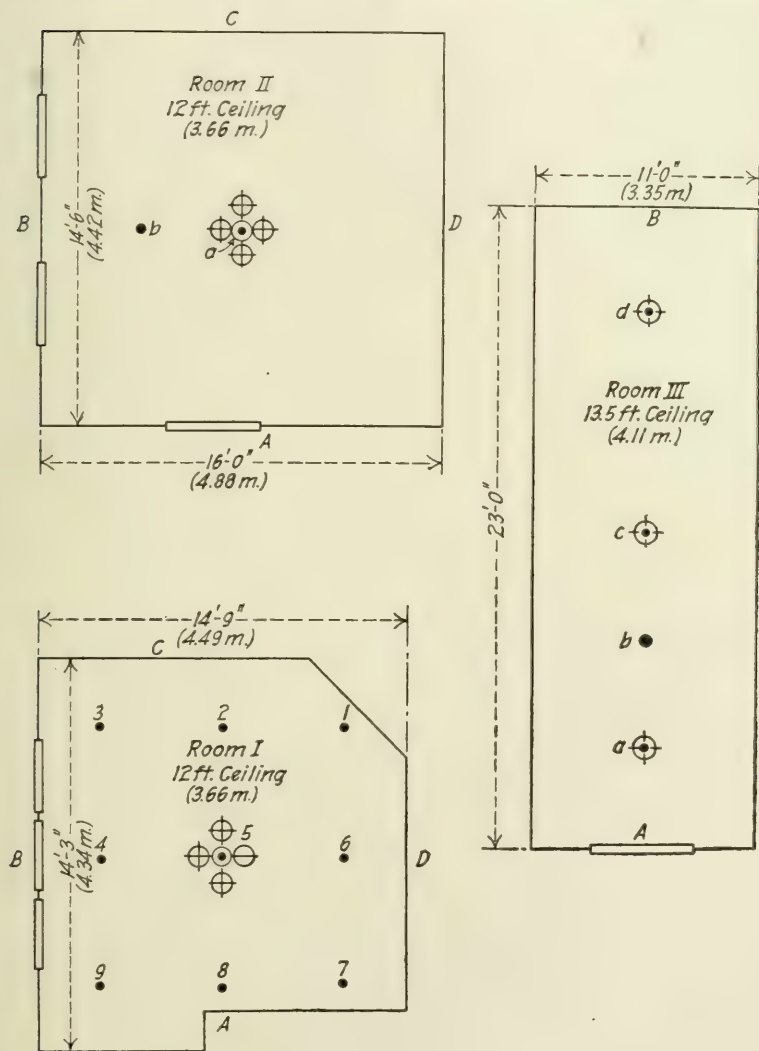 C
Room II
12 ft. Ceiling
(3.66 m.)
B
14'-6"
(4.42 m.)
b
a
D
A
16'-0"
(4.88 m.)
11'-0"
(3.35 m.)
B
d
Room III
13.5 ft. Ceiling
(4.11 m.)
23'-0"
c
b
a
A
14'-9"
(4.49 m.)
C
3
2
1
Room I
12 ft. Ceiling
(3.66 m.)
B
14'-3"
(4.34 m.)
4
5
6
D
9
8
7
A